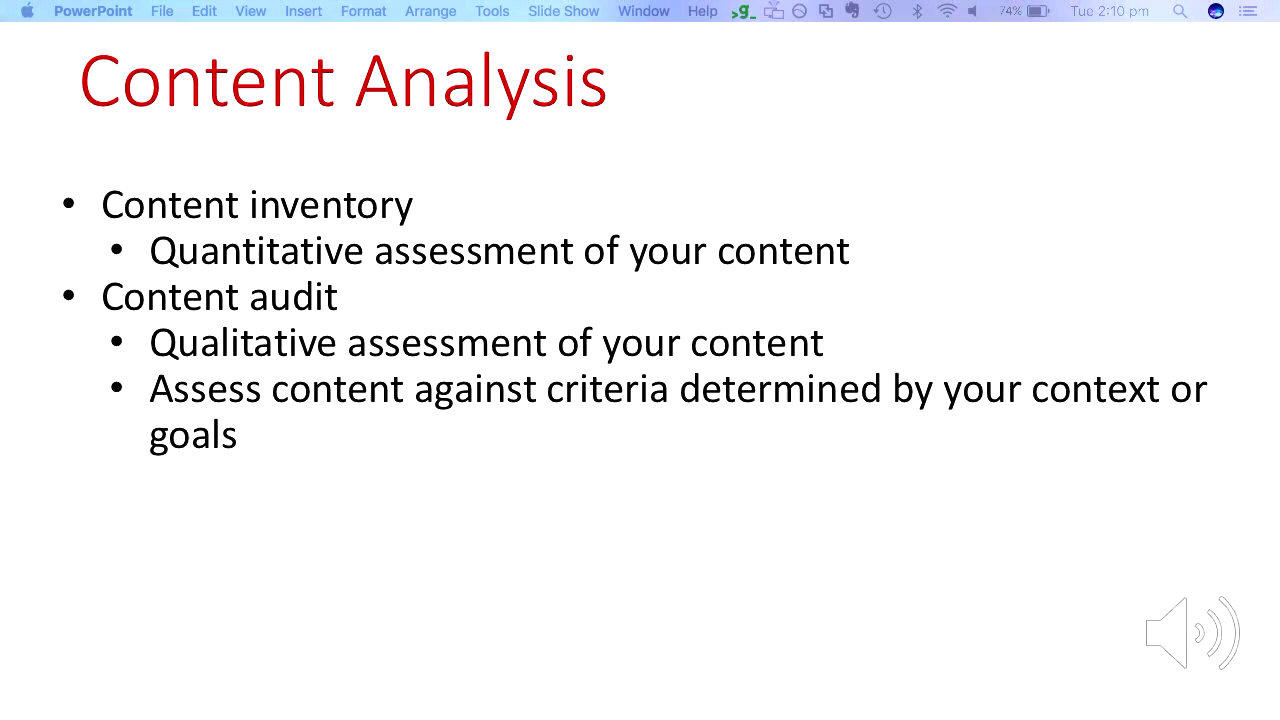 PowerPoint File Edit View Insert Format Arrange Tools Slide Show Window Help 74% Tue 2:10 pm
Content Analysis
• Content inventory
• Quantitative assessment of your content
• Content audit
• Qualitative assessment of your content
• Assess content against criteria determined by your context or
goals